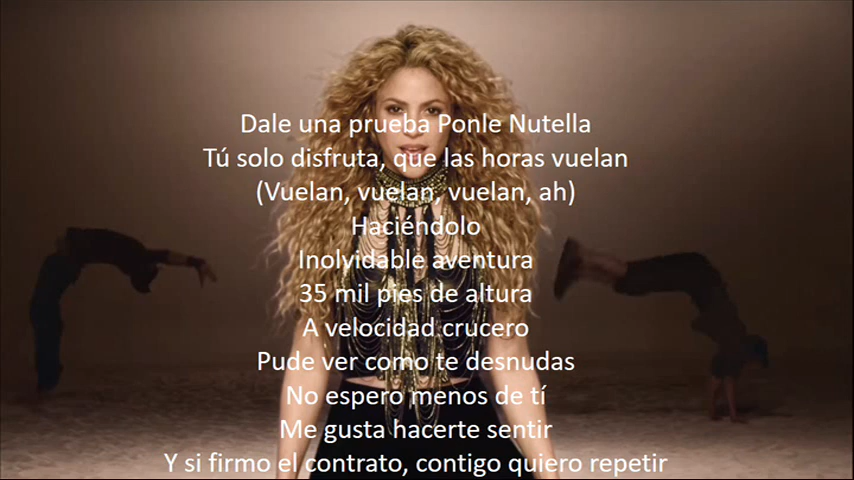 Dale una prueba Ponle Nutella
Tú solo disfruta, que las horas vuelan
(Vuelan, vuelan, vuelan, ah)
Haciéndolo
Inolvidable aventura
35 mil pies de altura
A velocidad crucero
Pude ver como te desnudas
No espero menos de tí
Me gusta hacerte sentir
Y si firmo el contrato, contigo quiero repetir